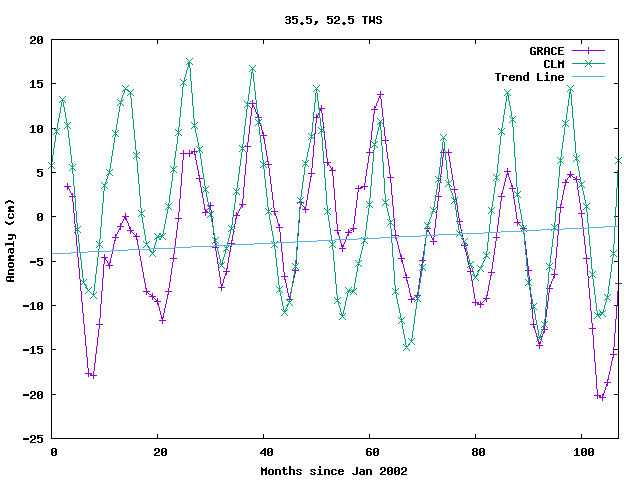 35.5, 52.5 TWS
GRACE
CLM
Trend Line
20
15
10
5
0
-5
-10
-15
-20
-25
Anomaly (cm)
0 20 40 60 80 100
Months since Jan 2002